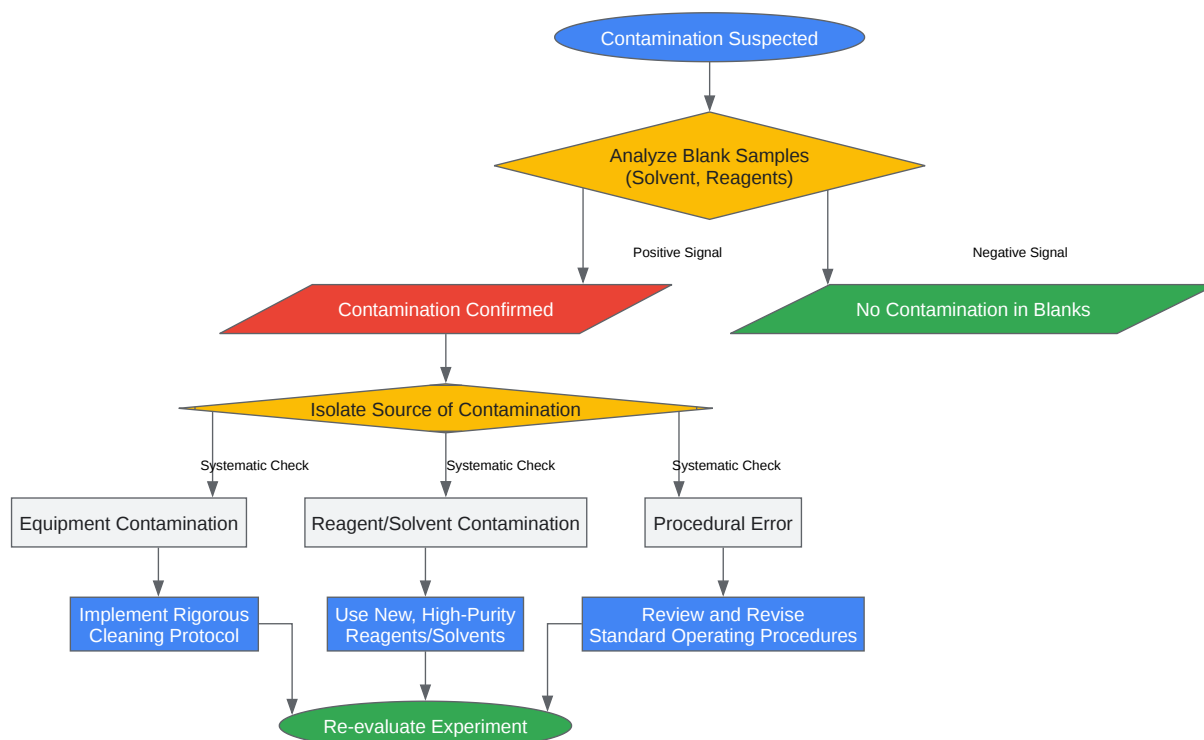 Contamination Suspected
Analyze Blank Samples
(Solvent, Reagents)
Positive Signal
Negative Signal
Contamination Confirmed
No Contamination in Blanks
Isolate Source of Contamination
Systematic Check
Systematic Check
Systematic Check
Equipment Contamination
Reagent/Solvent Contamination
Procedural Error
Implement Rigorous
Cleaning Protocol
Use New, High-Purity
Reagents/Solvents
Review and Revise
Standard Operating Procedures
Re-evaluate Experiment